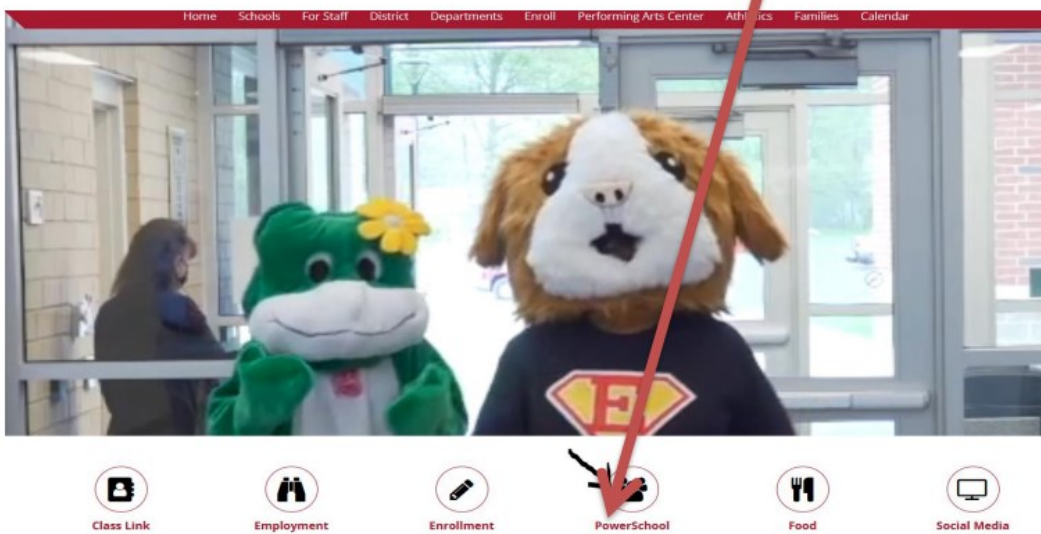 Home Schools For Staff District Departments Enroll Performing Arts Center Athletics Families Calendar
E
Class Link Employment Enrollment PowerSchool Food Social Media